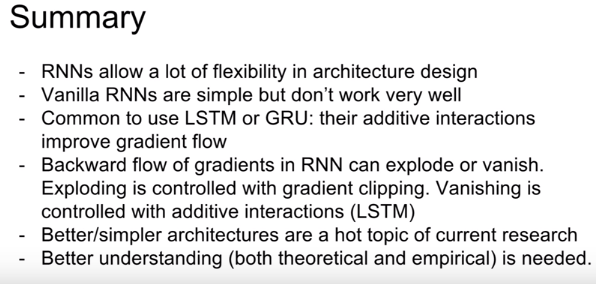 Summary
- RNNs allow a lot of flexibility in architecture design
- Vanilla RNNs are simple but don't work very well
- Common to use LSTM or GRU: their additive interactions
improve gradient flow
- Backward flow of gradients in RNN can explode or vanish.
Exploding is controlled with gradient clipping. Vanishing is
controlled with additive interactions (LSTM)
- Better/simpler architectures are a hot topic of current research
- Better understanding (both theoretical and empirical) is needed.